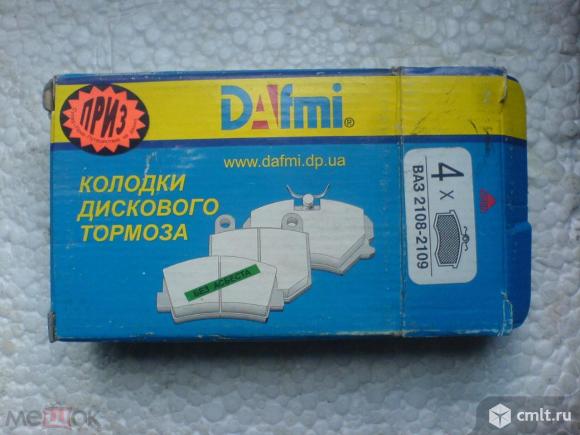 ПРИЗ
DAfmi®
www.dafmi.dp.ua
КОЛОДКИ
ДИСКОВОГО
ТОРМОЗА
БЕЗ АСБЕСТА
4 x
ВАЗ 2108-2109
мешок
cmlt.ru